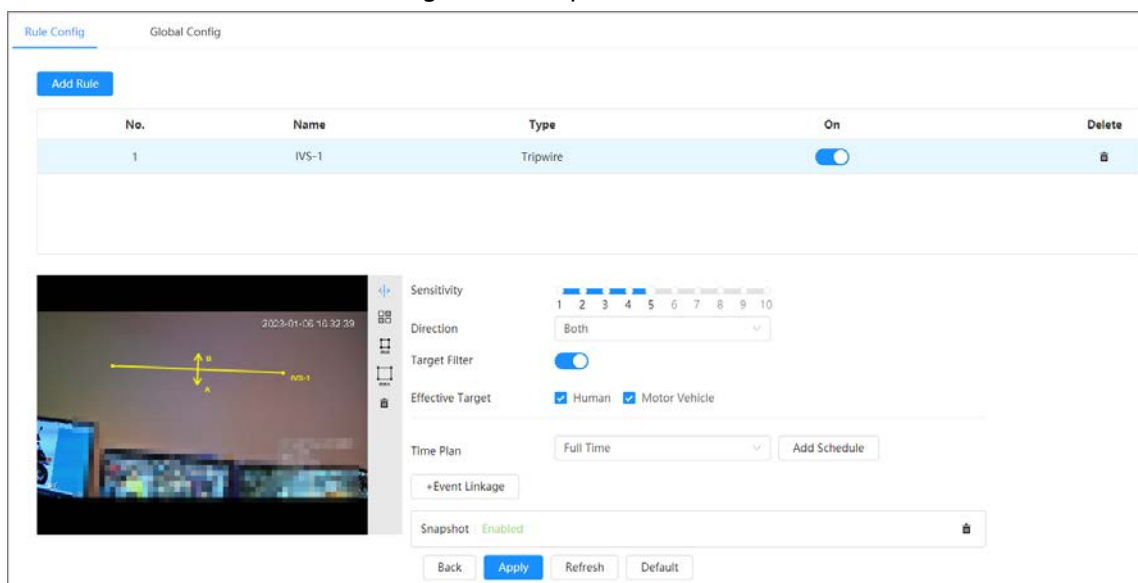 Rule Config Global Config
Add Rule
No. Name Type On Delete
1 IVS-1 Tripwire
2023-01-06 16:32:39
B
IVS-1
A
Sensitivity
1 2 3 4 5 6 7 8 9 10
Direction Both
Target Filter
Effective Target Human Motor Vehicle
Time Plan Full Time Add Schedule
+Event Linkage
Snapshot Enabled
Back Apply Refresh Default